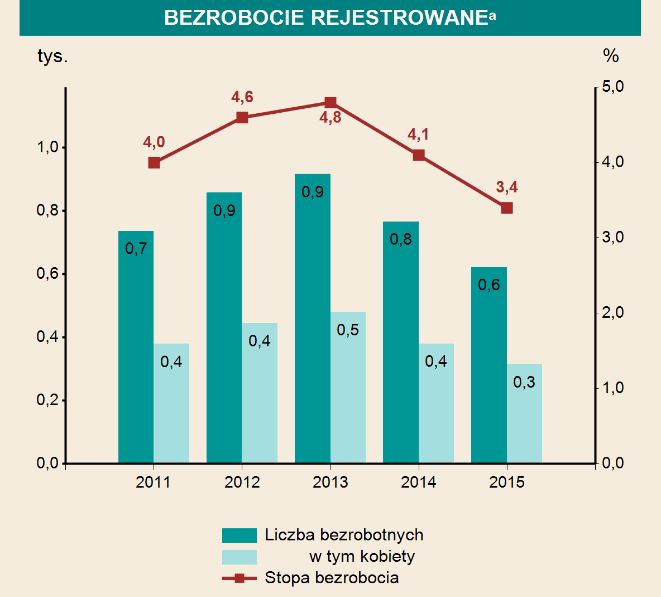 BEZROBOCIE REJESTROWANEª
tys. %
5,0
4,6
4,8
4,0
4,1
1,0 4,0
3,4
0,9
0,9
0,8 0,7 0,8
3,0
0,6 0,6
0,5 2,0
0,4 0,4
0,4 0,4
0,3
1,0
0,2
0,0 0,0
2011 2012 2013 2014 2015
Liczba bezrobotnych
w tym kobiety
Stopa bezrobocia